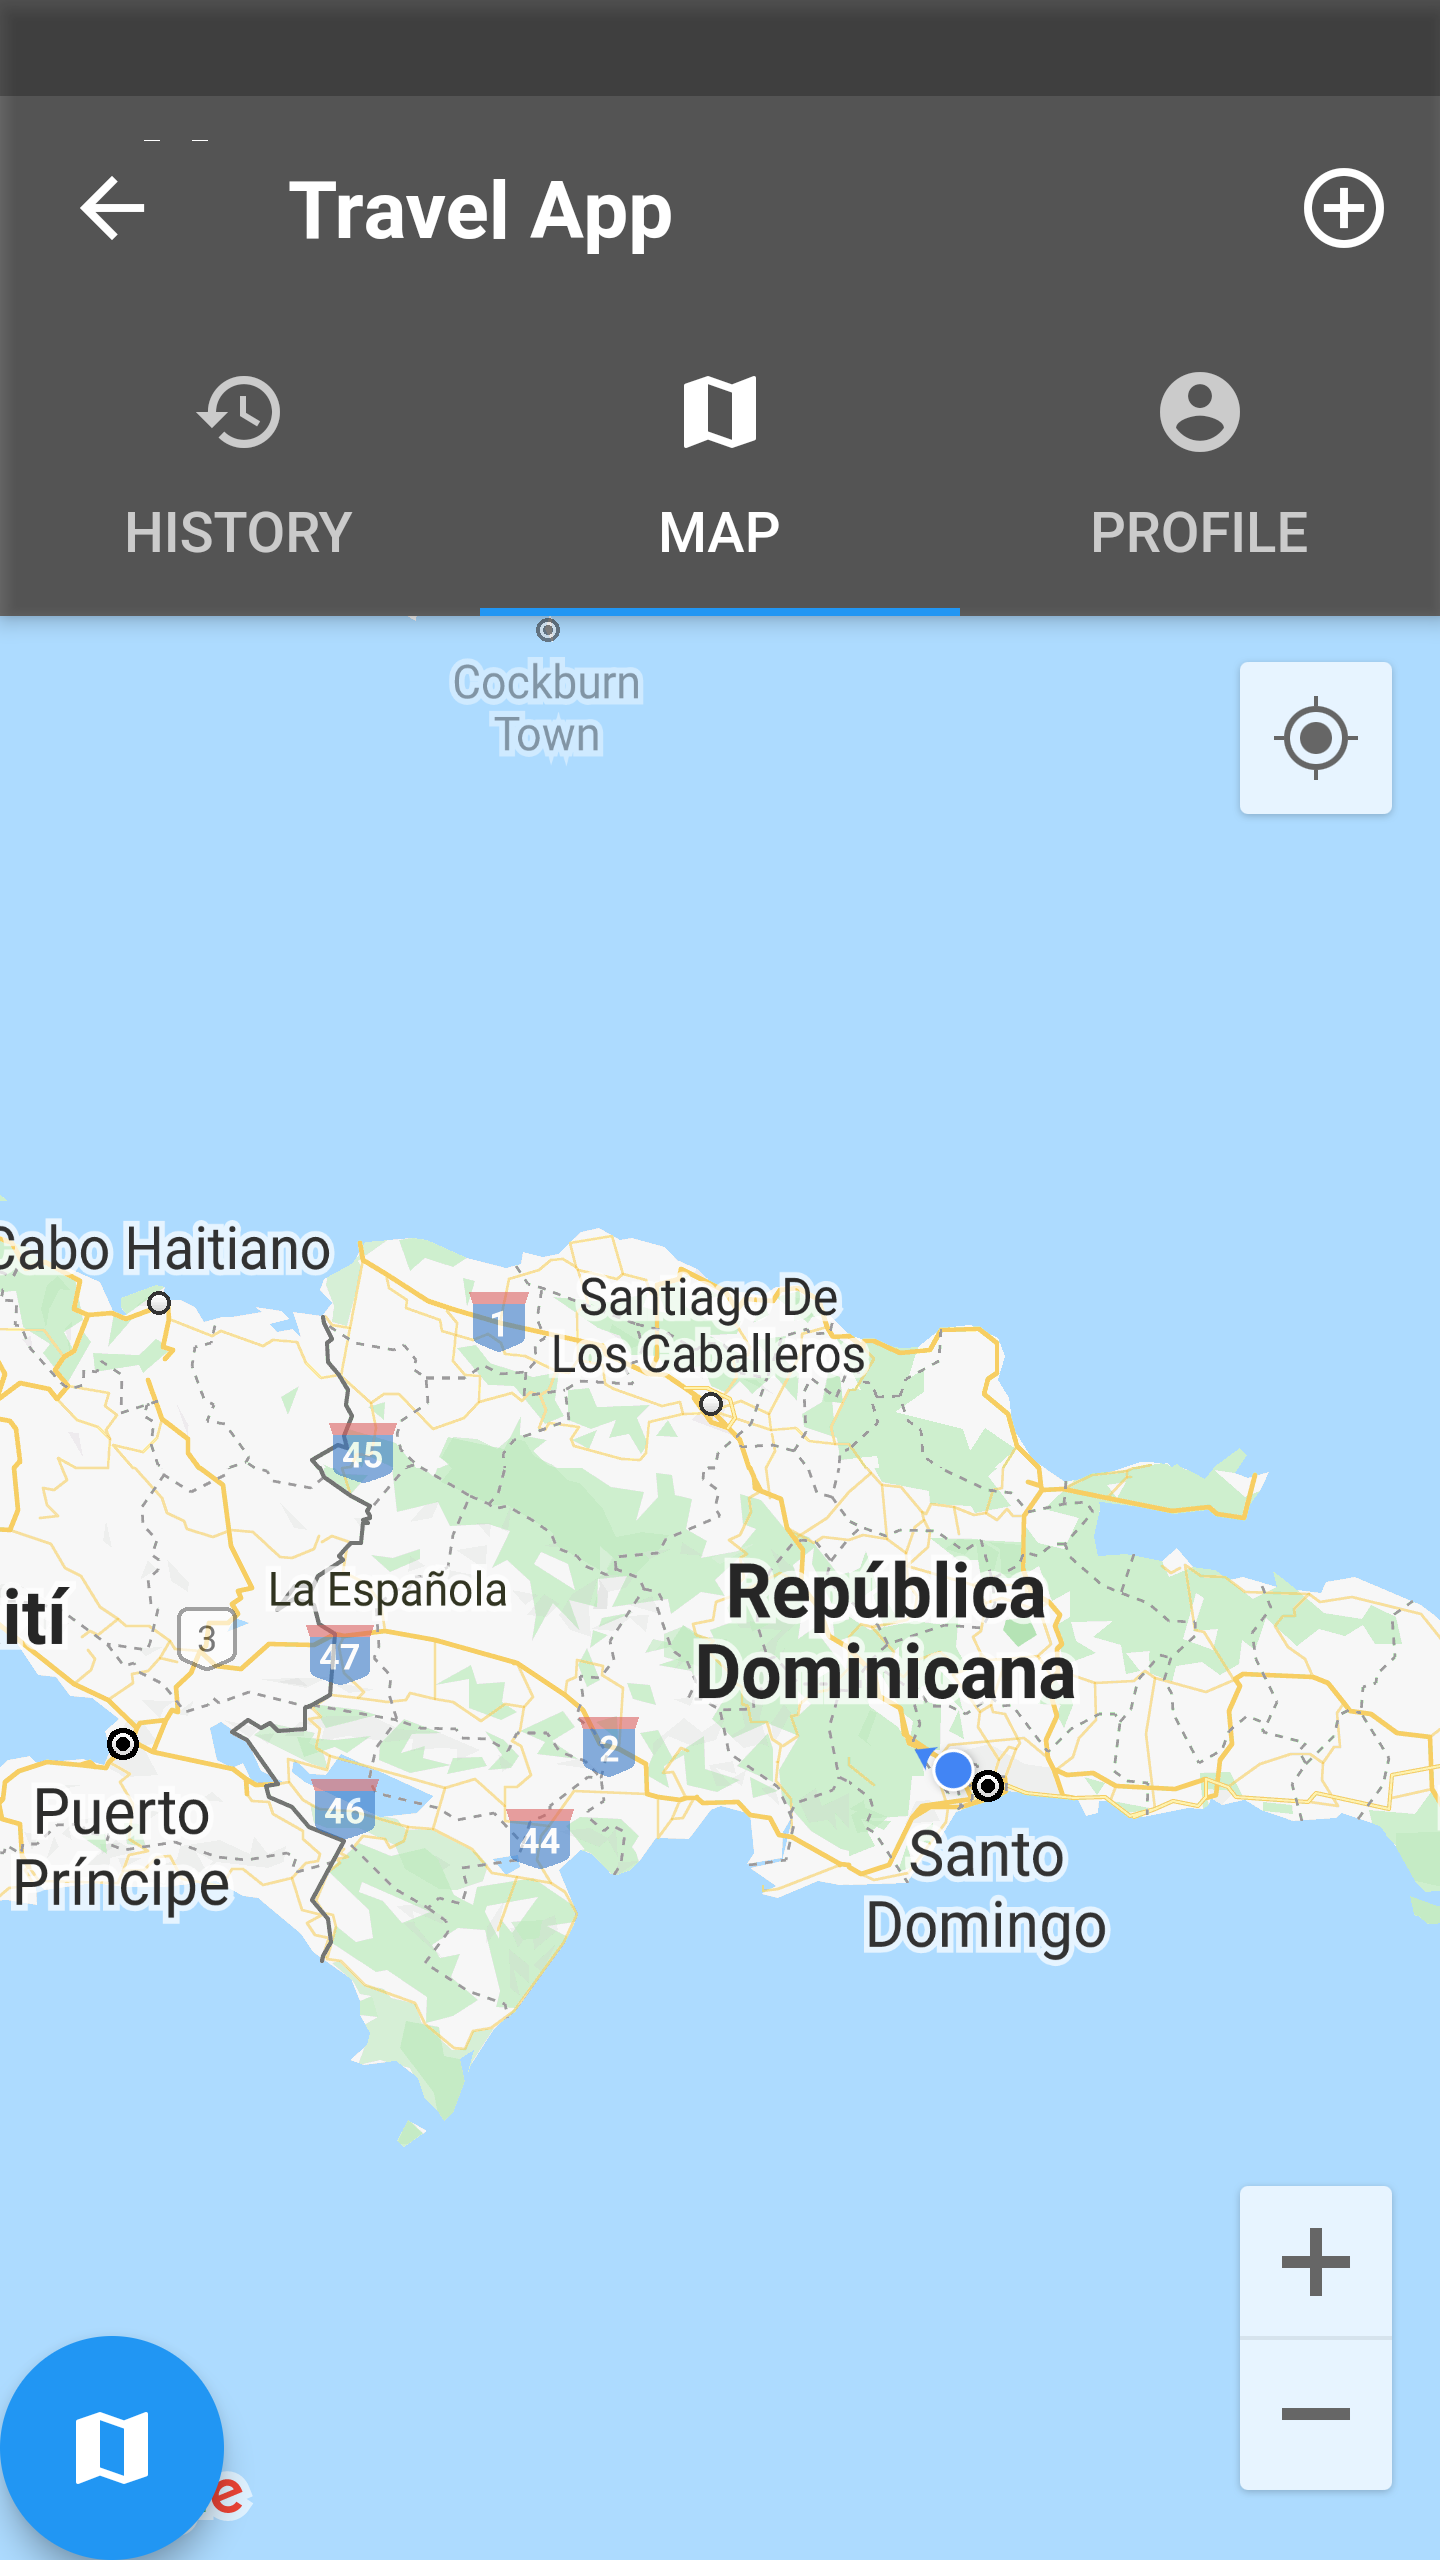 Travel App
HISTORY
MAP
PROFILE
Cockburn
Town
Cabo Haitiano
Santiago De
Los Caballeros
1
45
La Española
República
Dominicana
ití
3
47
2
Puerto
Príncipe
46
44
Santo
Domingo
e